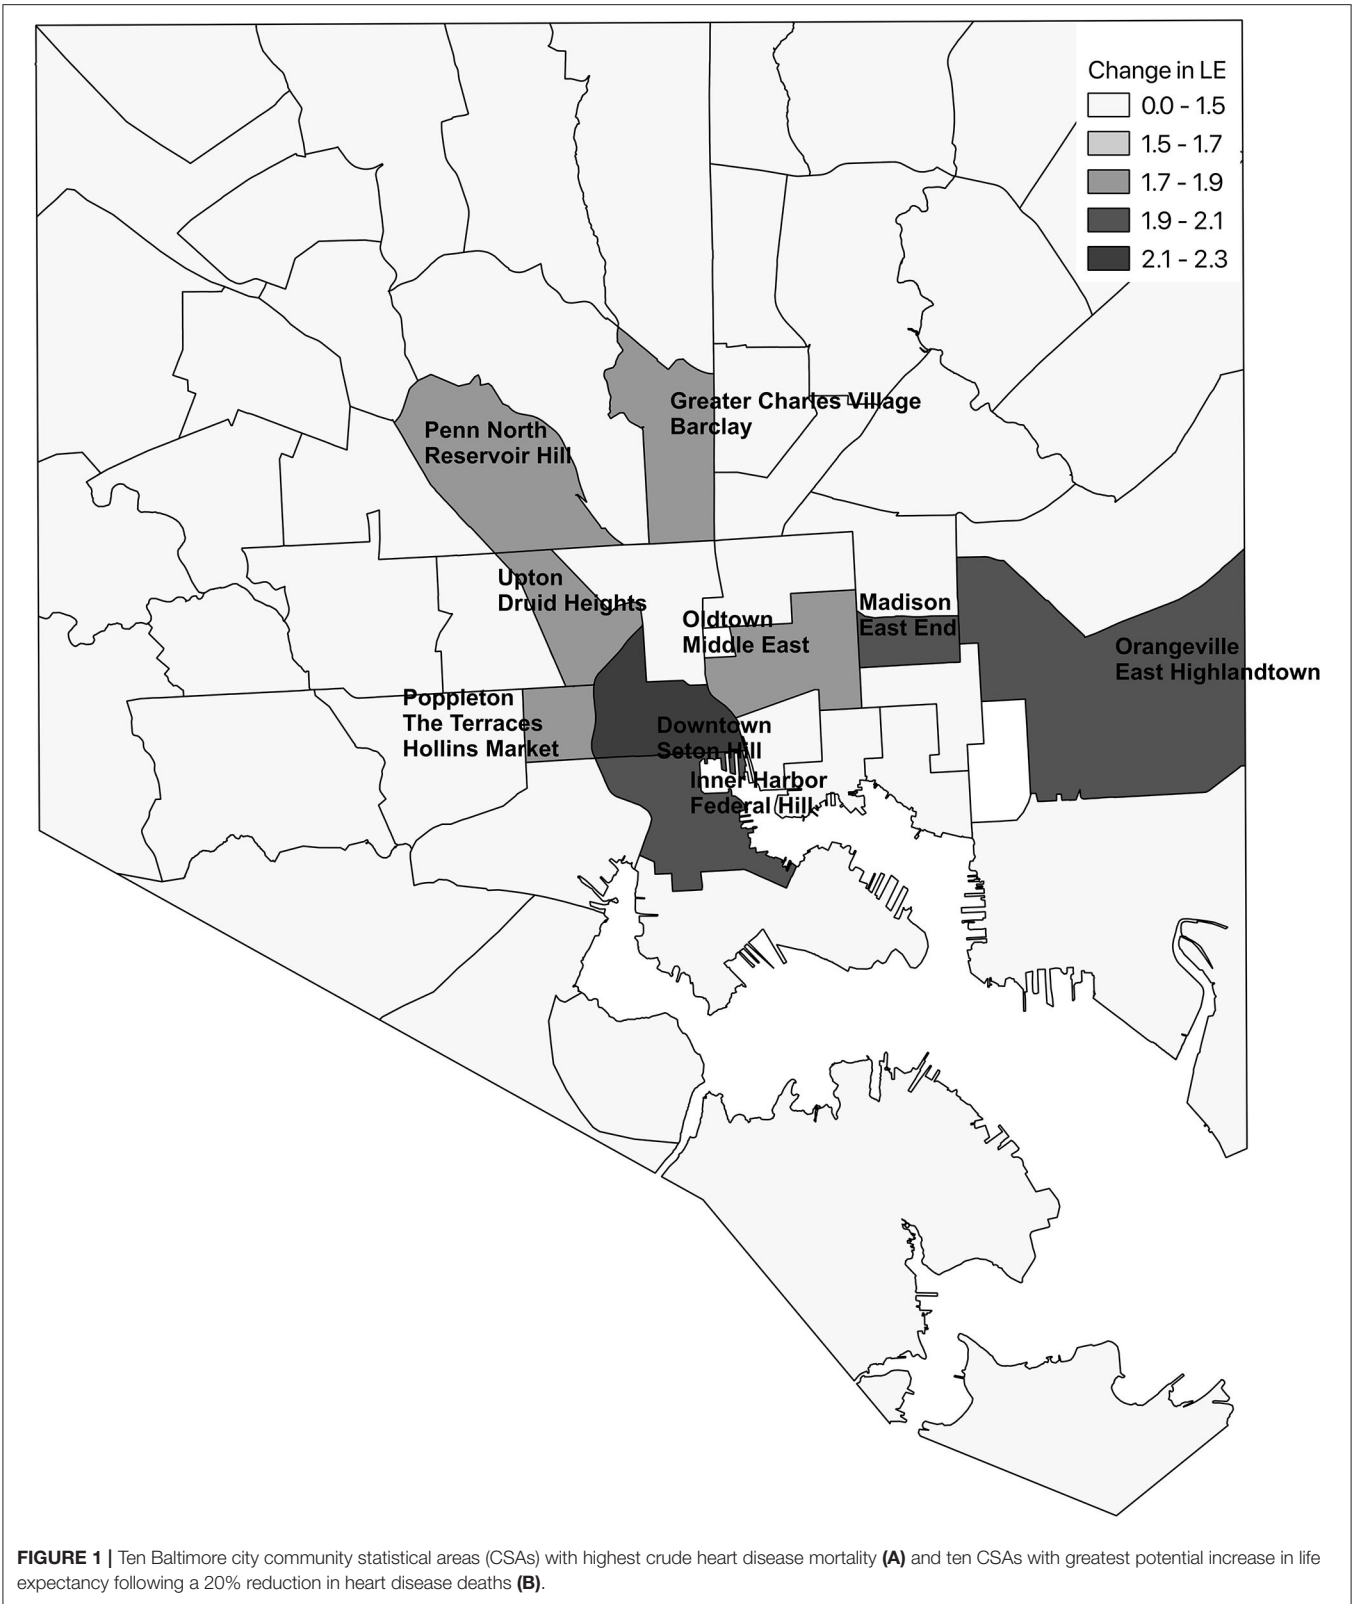 Change in LE
0.0 - 1.5
1.5 - 1.7
1.7 - 1.9
1.9 - 2.1
2.1 - 2.3
Greater Charles Village
Barclay
Penn North
Reservoir Hill
Upton
Druid Heights
Oldtown
Middle East
Madison
East End
Orangeville
East Highlandtown
Poppleton
The Terraces
Hollins Market
Downtown
Seton Hill
Inner Harbor
Federal Hill
FIGURE 1 | Ten Baltimore city community statistical areas (CSAs) with highest crude heart disease mortality (A) and ten CSAs with greatest potential increase in life
expectancy following a 20% reduction in heart disease deaths (B).